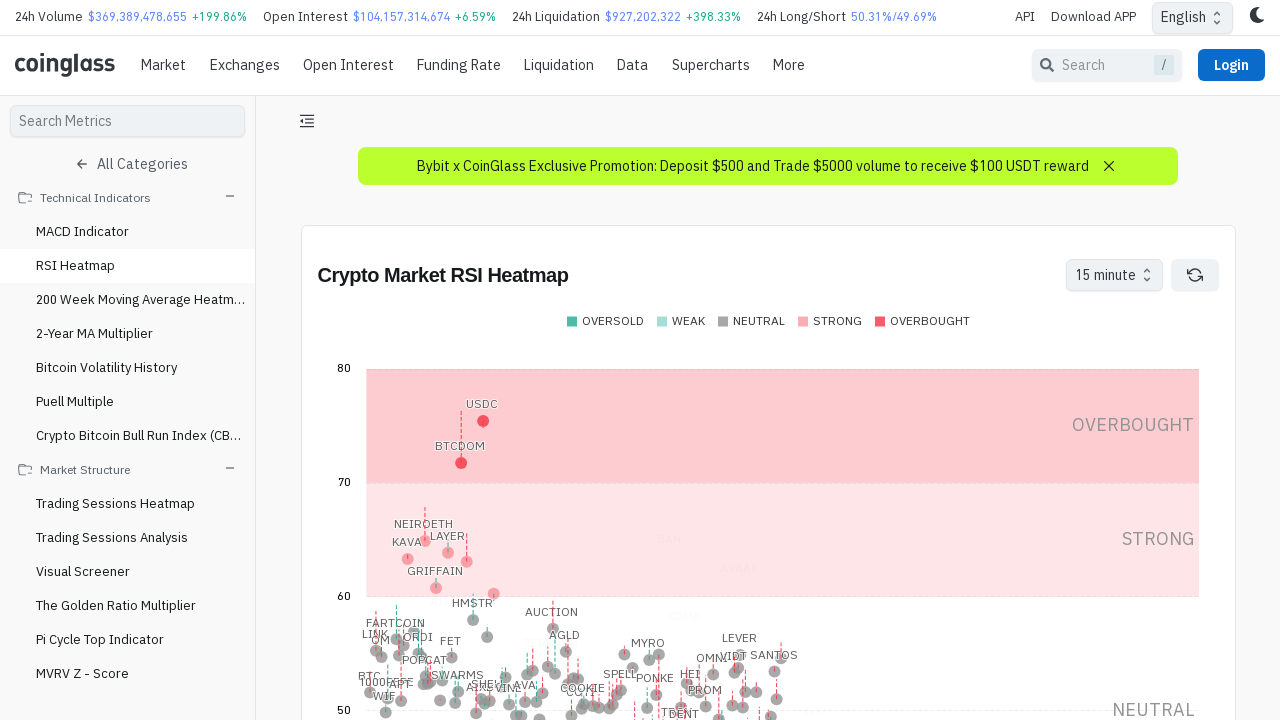 24h Volume $369,389,478,655 +199.86% Open Interest $104,157,314,674 +6.59% 24h Liquidation $927,202,322 +398.33% 24h Long/Short 50.31%/49.69% API Download APP English
coinglass Market Exchanges Open Interest Funding Rate Liquidation Data Supercharts More Search / Login
Search Metrics
All Categories
Technical Indicators
MACD Indicator
RSI Heatmap
200 Week Moving Average Heatm...
2-Year MA Multiplier
Bitcoin Volatility History
Puell Multiple
Crypto Bitcoin Bull Run Index (CB...
Market Structure
Trading Sessions Heatmap
Trading Sessions Analysis
Visual Screener
The Golden Ratio Multiplier
Pi Cycle Top Indicator
MVRV Z - Score
Bybit x CoinGlass Exclusive Promotion: Deposit $500 and Trade $5000 volume to receive $100 USDT reward
Crypto Market RSI Heatmap 15 minute
OVERSOLD WEAK NEUTRAL STRONG OVERBOUGHT
80
USDC
OVERBOUGHT
BTCDOM
70
NEIROETH
LAYER
KAVA
STRONG
GRIFFAIN
60
HMSTR
AUCTION
FARTCOIN
LINK
ORDI
AGLD
OM
FET
MYRO
LEVER
POPCAT
OMNI
VIDT
SANTOS
BTC
SWARMS
SPELL
PONKE
HEI
WIF
COOKIE
PROM
50
DENT
NEUTRAL